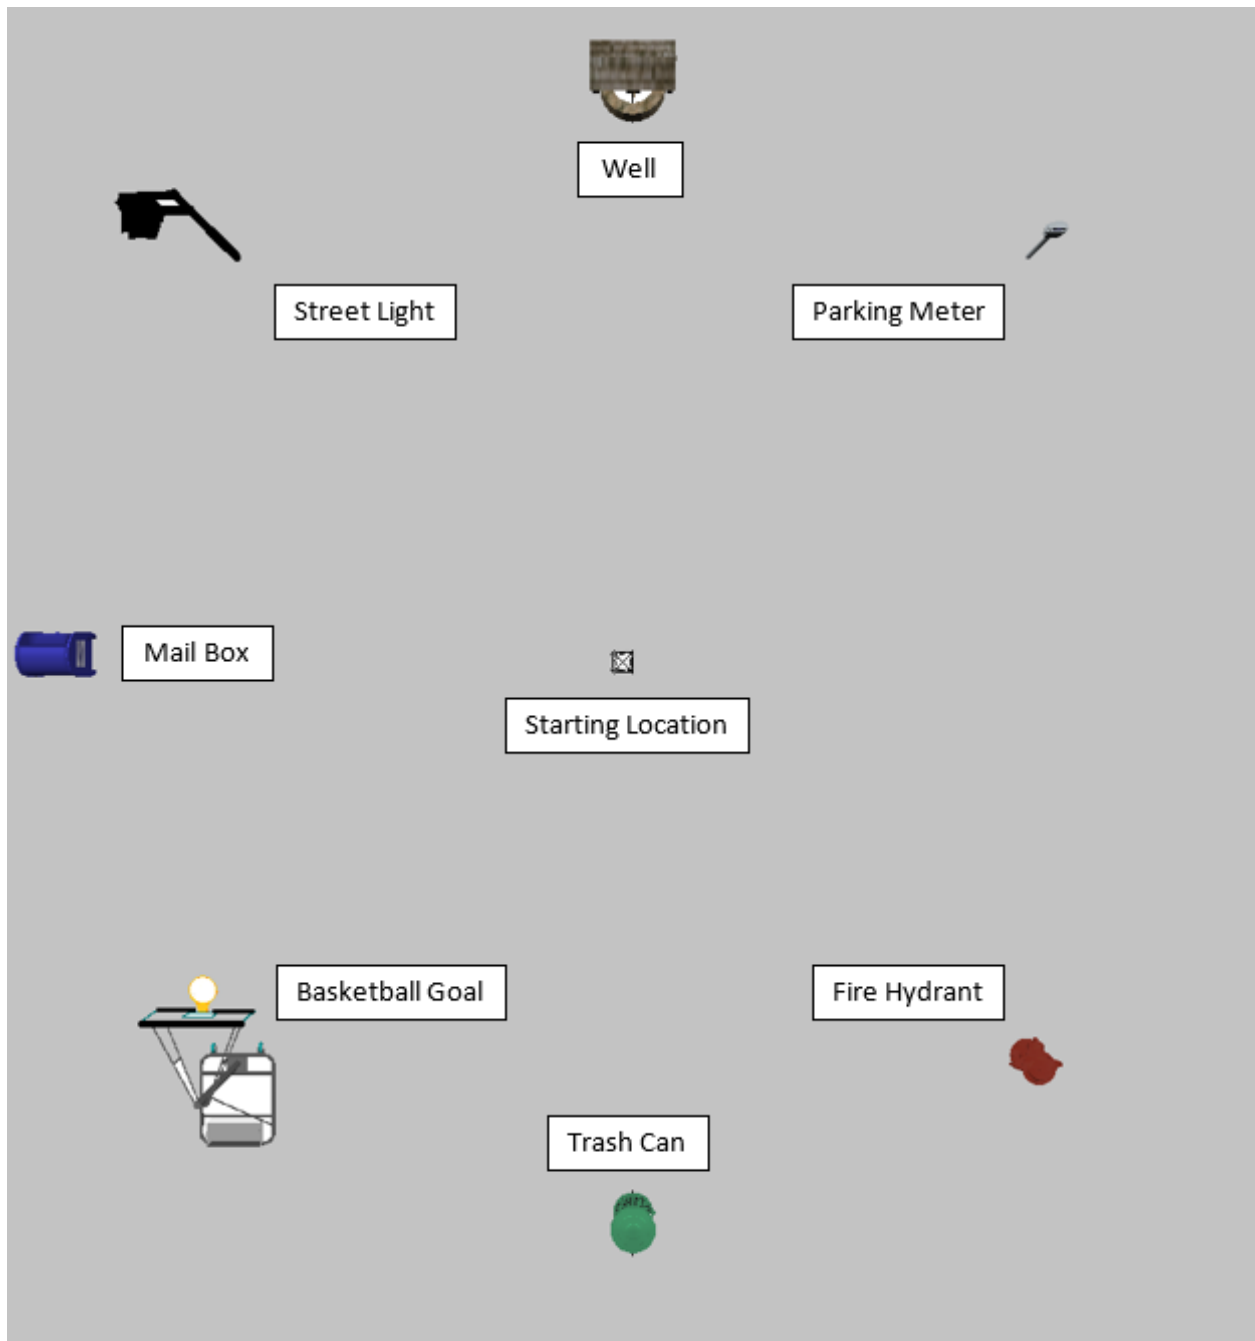 Well
Street Light
Parking Meter
Mail Box
Starting Location
Basketball Goal
Fire Hydrant
Trash Can